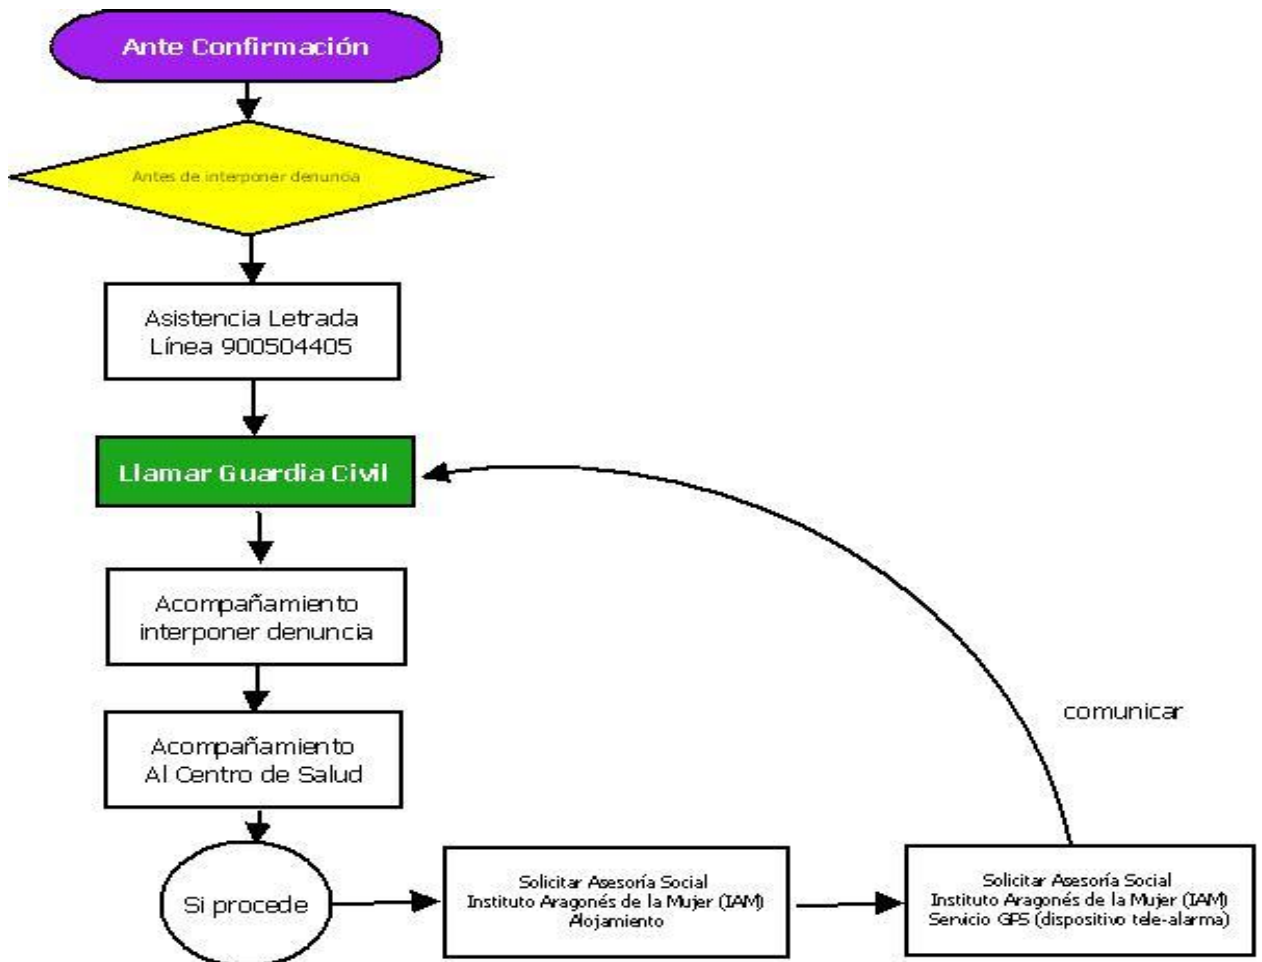 Ante Confirmación
Antes de interponer denuncia
Asistencia Letrada
Línea 900504405
Llamar Guardia Civil
Acompañamiento
interponer denuncia
Acompañamiento
Al Centro de Salud
Si procede
Solicitar Asesoría Social
Instituto Aragonés de la Mujer (IAM)
Alojamiento
Solicitar Asesoría Social
Instituto Aragonés de la Mujer (IAM)
Servicio GPS (dispositivo tele-alarma)
comunicar